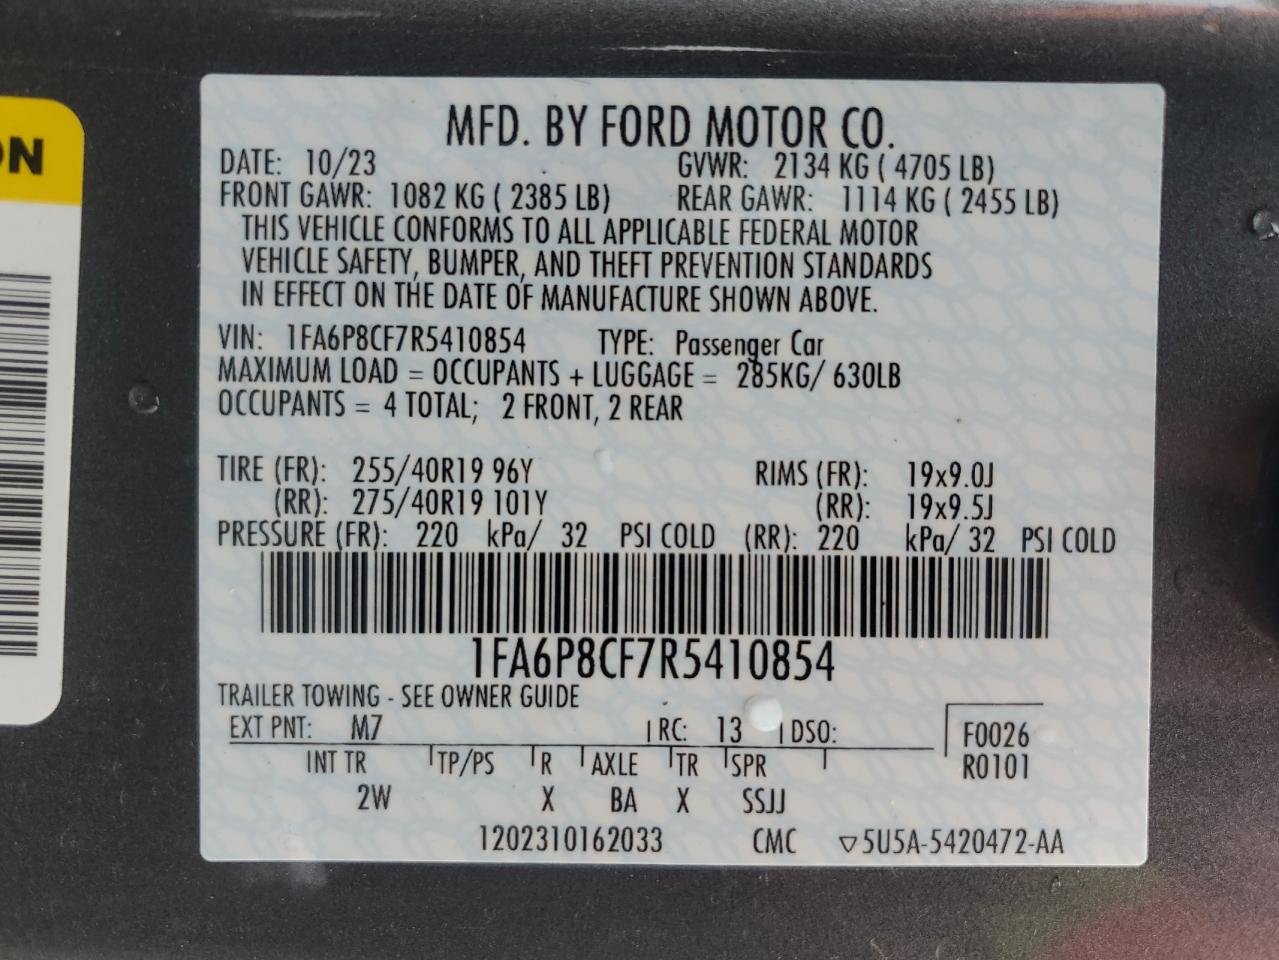 ON
MFD. BY FORD MOTOR CO.
DATE: 10/23 GVWR: 2134 KG ( 4705 LB)
FRONT GAWR: 1082 KG ( 2385 LB) REAR GAWR: 1114 KG ( 2455 LB)
THIS VEHICLE CONFORMS TO ALL APPLICABLE FEDERAL MOTOR
VEHICLE SAFETY, BUMPER, AND THEFT PREVENTION STANDARDS
IN EFFECT ON THE DATE OF MANUFACTURE SHOWN ABOVE.
VIN: 1FA6P8CF7R5410854 TYPE: Passenger Car
MAXIMUM LOAD = OCCUPANTS + LUGGAGE = 285KG/ 630LB
OCCUPANTS = 4 TOTAL; 2 FRONT, 2 REAR
TIRE (FR): 255/40R19 96Y RIMS (FR): 19x9.0J
(RR): 275/40R19 101Y (RR): 19x9.5J
PRESSURE (FR): 220 kPa/ 32 PSI COLD (RR): 220 kPa/ 32 PSI COLD
1FA6P8CF7R5410854
TRAILER TOWING - SEE OWNER GUIDE
EXT PNT: M7 RC: 13 DSO: F0026
INT TR TP/PS R AXLE TR SPR R0101
2W X BA X SSJJ
1202310162033 CMC ▽5U5A-5420472-AA